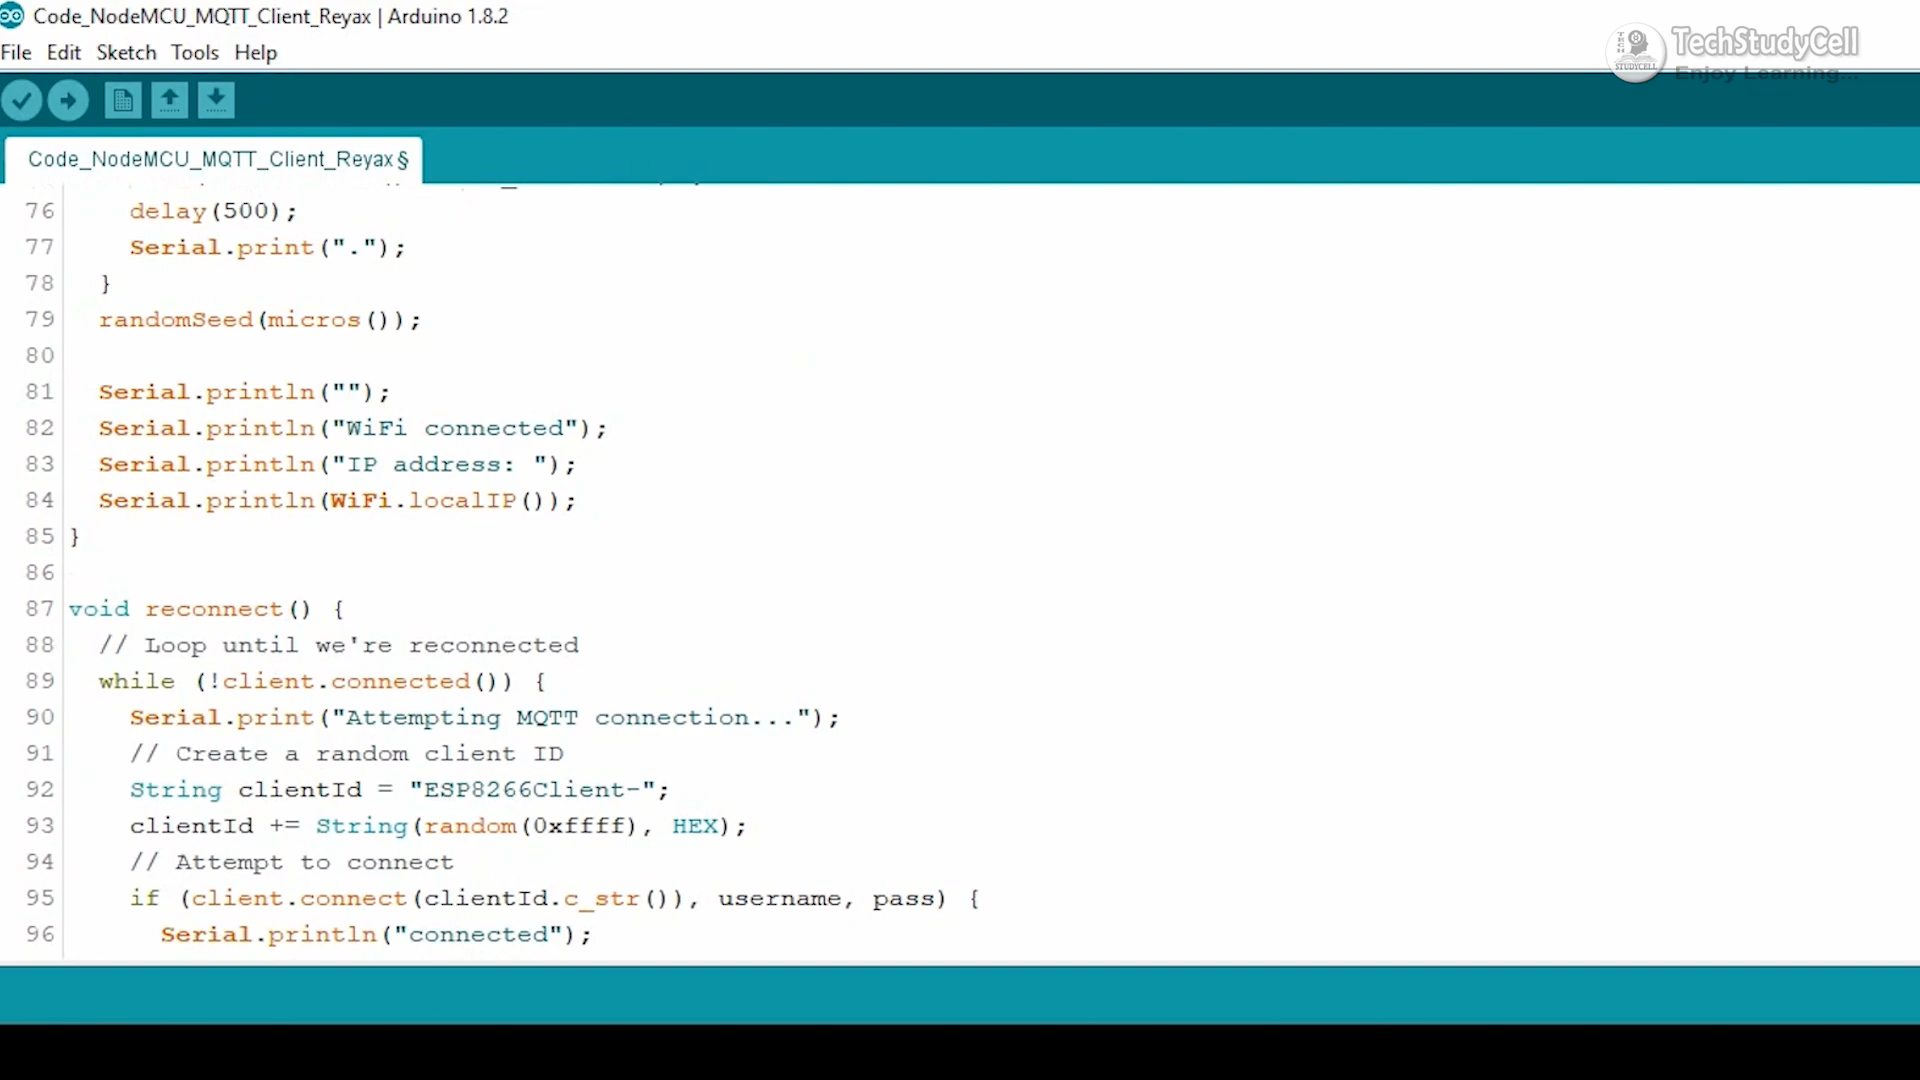 Code_NodeMCU_MQTT_Client_Reyax | Arduino 1.8.2
File Edit Sketch Tools Help
TechStudyCell
Enjoy Learning...
TECH
STUDYCELL
Code_NodeMCU_MQTT_Client_Reyax §
76 delay(500);
77 Serial.print(".");
78 }
79 randomSeed(micros());
80
81 Serial.println("");
82 Serial.println("WiFi connected");
83 Serial.println("IP address: ");
84 Serial.println(WiFi.localIP());
85 }
86
87 void reconnect() {
88 // Loop until we're reconnected
89 while (!client.connected()) {
90 Serial.print("Attempting MQTT connection...");
91 // Create a random client ID
92 String clientId = "ESP8266Client-";
93 clientId += String(random(0xffff), HEX);
94 // Attempt to connect
95 if (client.connect(clientId.c_str()), username, pass) {
96 Serial.println("connected");